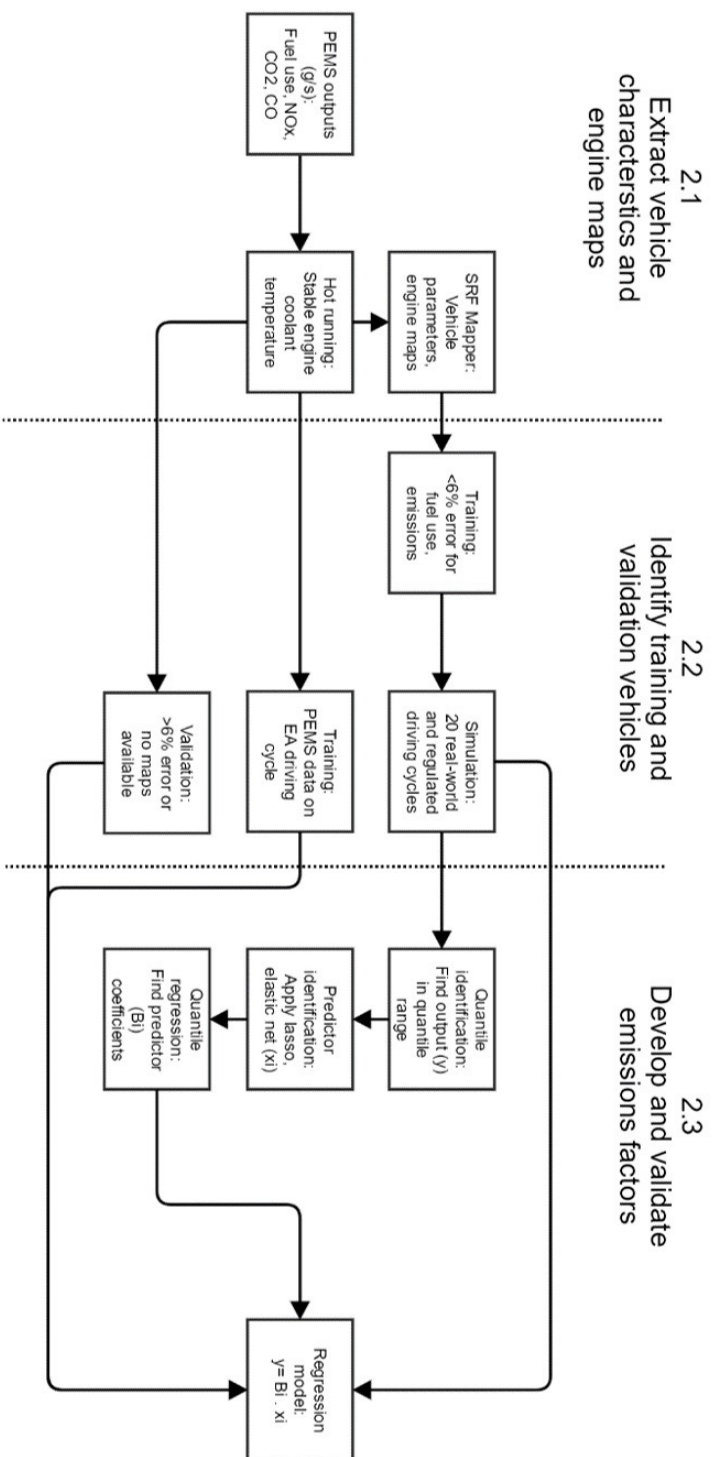 2.1
Extract vehicle
characterstics and
engine maps
2.2
Identify training and
validation vehicles
2.3
Develop and validate
emissions factors
SRF Mapper:
Vehicle
parameters,
engine maps
Training:
<6% error for
fuel use,
emissions
Simulation:
20 real-world
and regulated
driving cycles
Quantile
identification:
Find output (y)
in quantile
range
PEMS outputs
(g/s):
Fuel use, NOx,
CO2, CO
Hot running:
Stable engine
coolant
temperature
Training:
PEMS data on
EA driving
cycle
Predictor
identification:
Apply lasso,
elastic net (xi)
Regression
model:
y= Bi . xi
Validation:
>6% error or
no maps
available
Quantile
regression:
Find predictor
(Bi)
coefficients